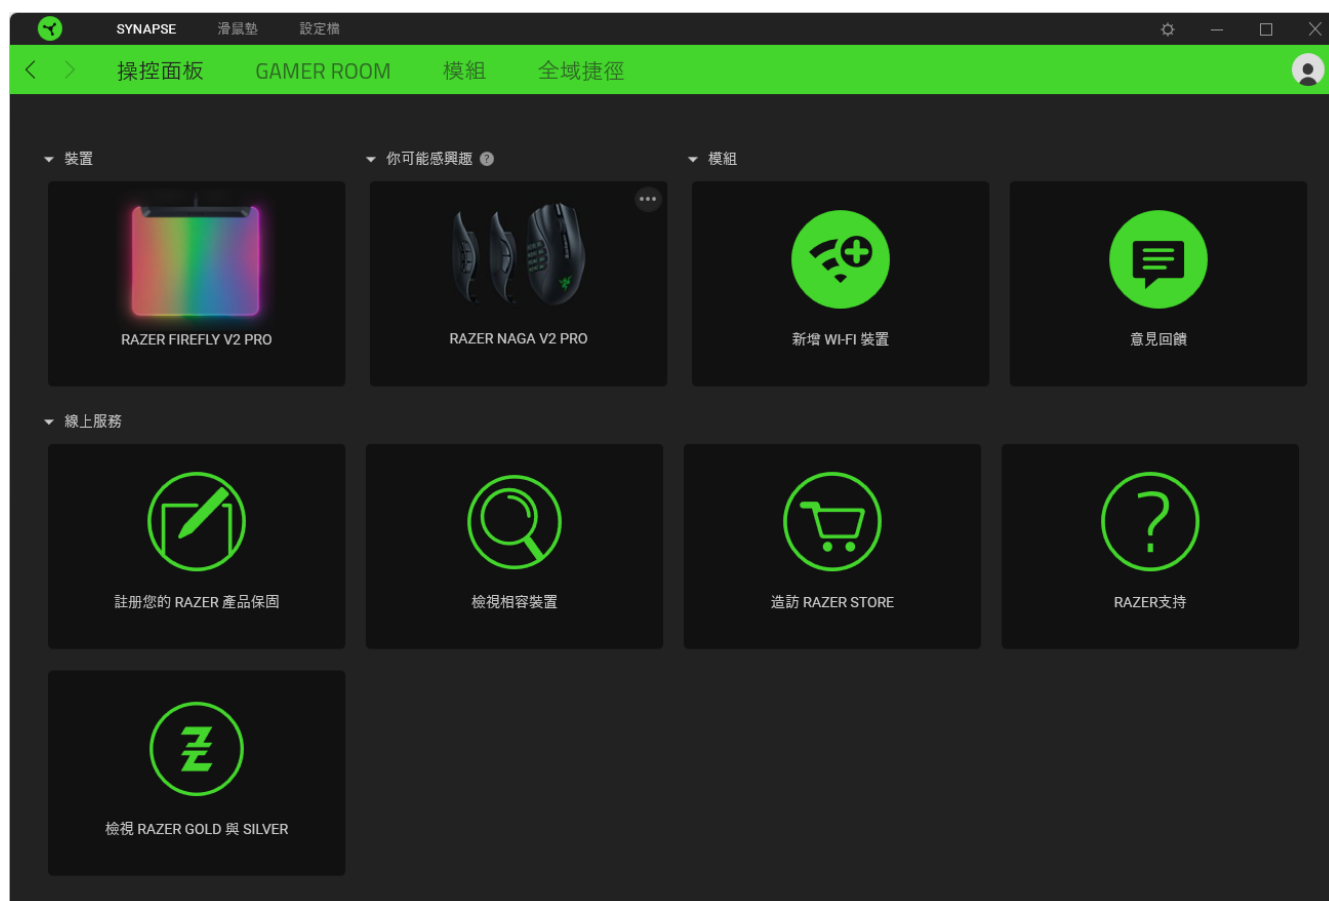 SYNAPSE 滑鼠墊 設定檔
操控面板 GAMER ROOM 模組 全域捷徑
裝置 你可能感興趣 ? 模組
RAZER FIREFLY V2 PRO
RAZER NAGA V2 PRO
新增 WI-FI 裝置
意見回饋
線上服務
註册您的 RAZER 產品保固
檢視相容裝置
造訪 RAZER STORE
RAZER支持
檢視 RAZER GOLD 與 SILVER